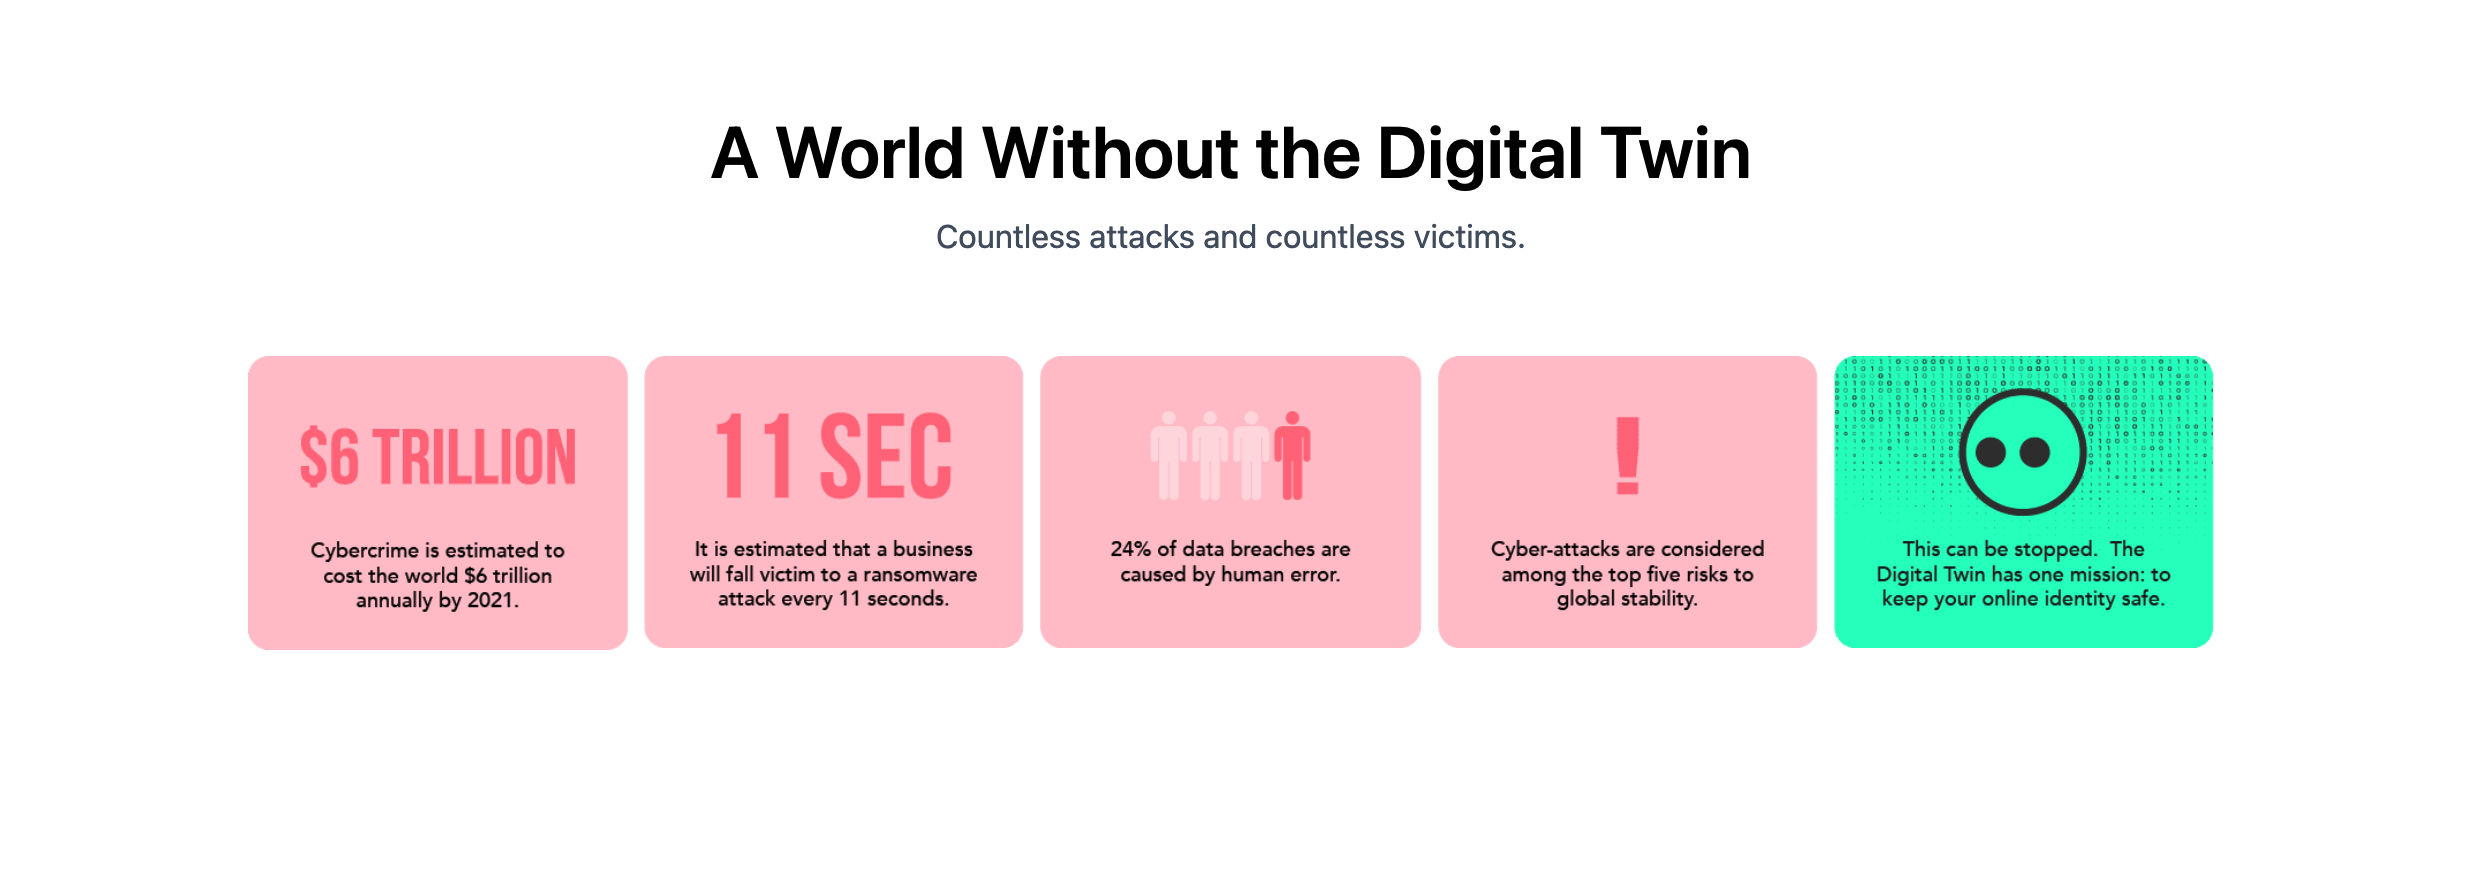 A World Without the Digital Twin
Countless attacks and countless victims.
$6 TRILLION
Cybercrime is estimated to
cost the world $6 trillion
annually by 2021.
11 SEC
It is estimated that a business
will fall victim to a ransomware
attack every 11 seconds.
24% of data breaches are
caused by human error.
!
Cyber-attacks are considered
among the top five risks to
global stability.
This can be stopped.  The
Digital Twin has one mission: to
keep your online identity safe.